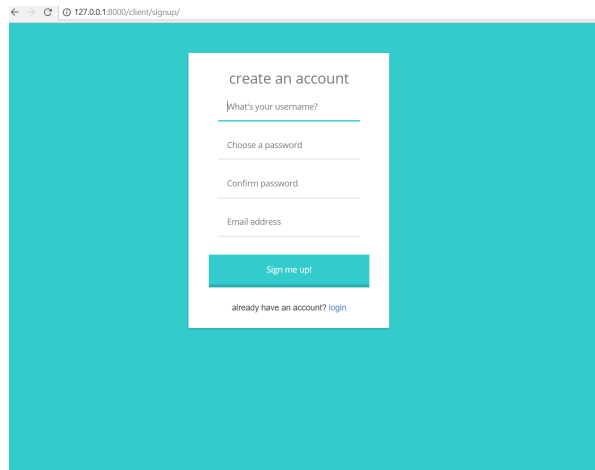 127.0.0.1:8000/client/signup/
create an account
What's your username?
Choose a password
Confirm password
Email address
Sign me up!
already have an account? login